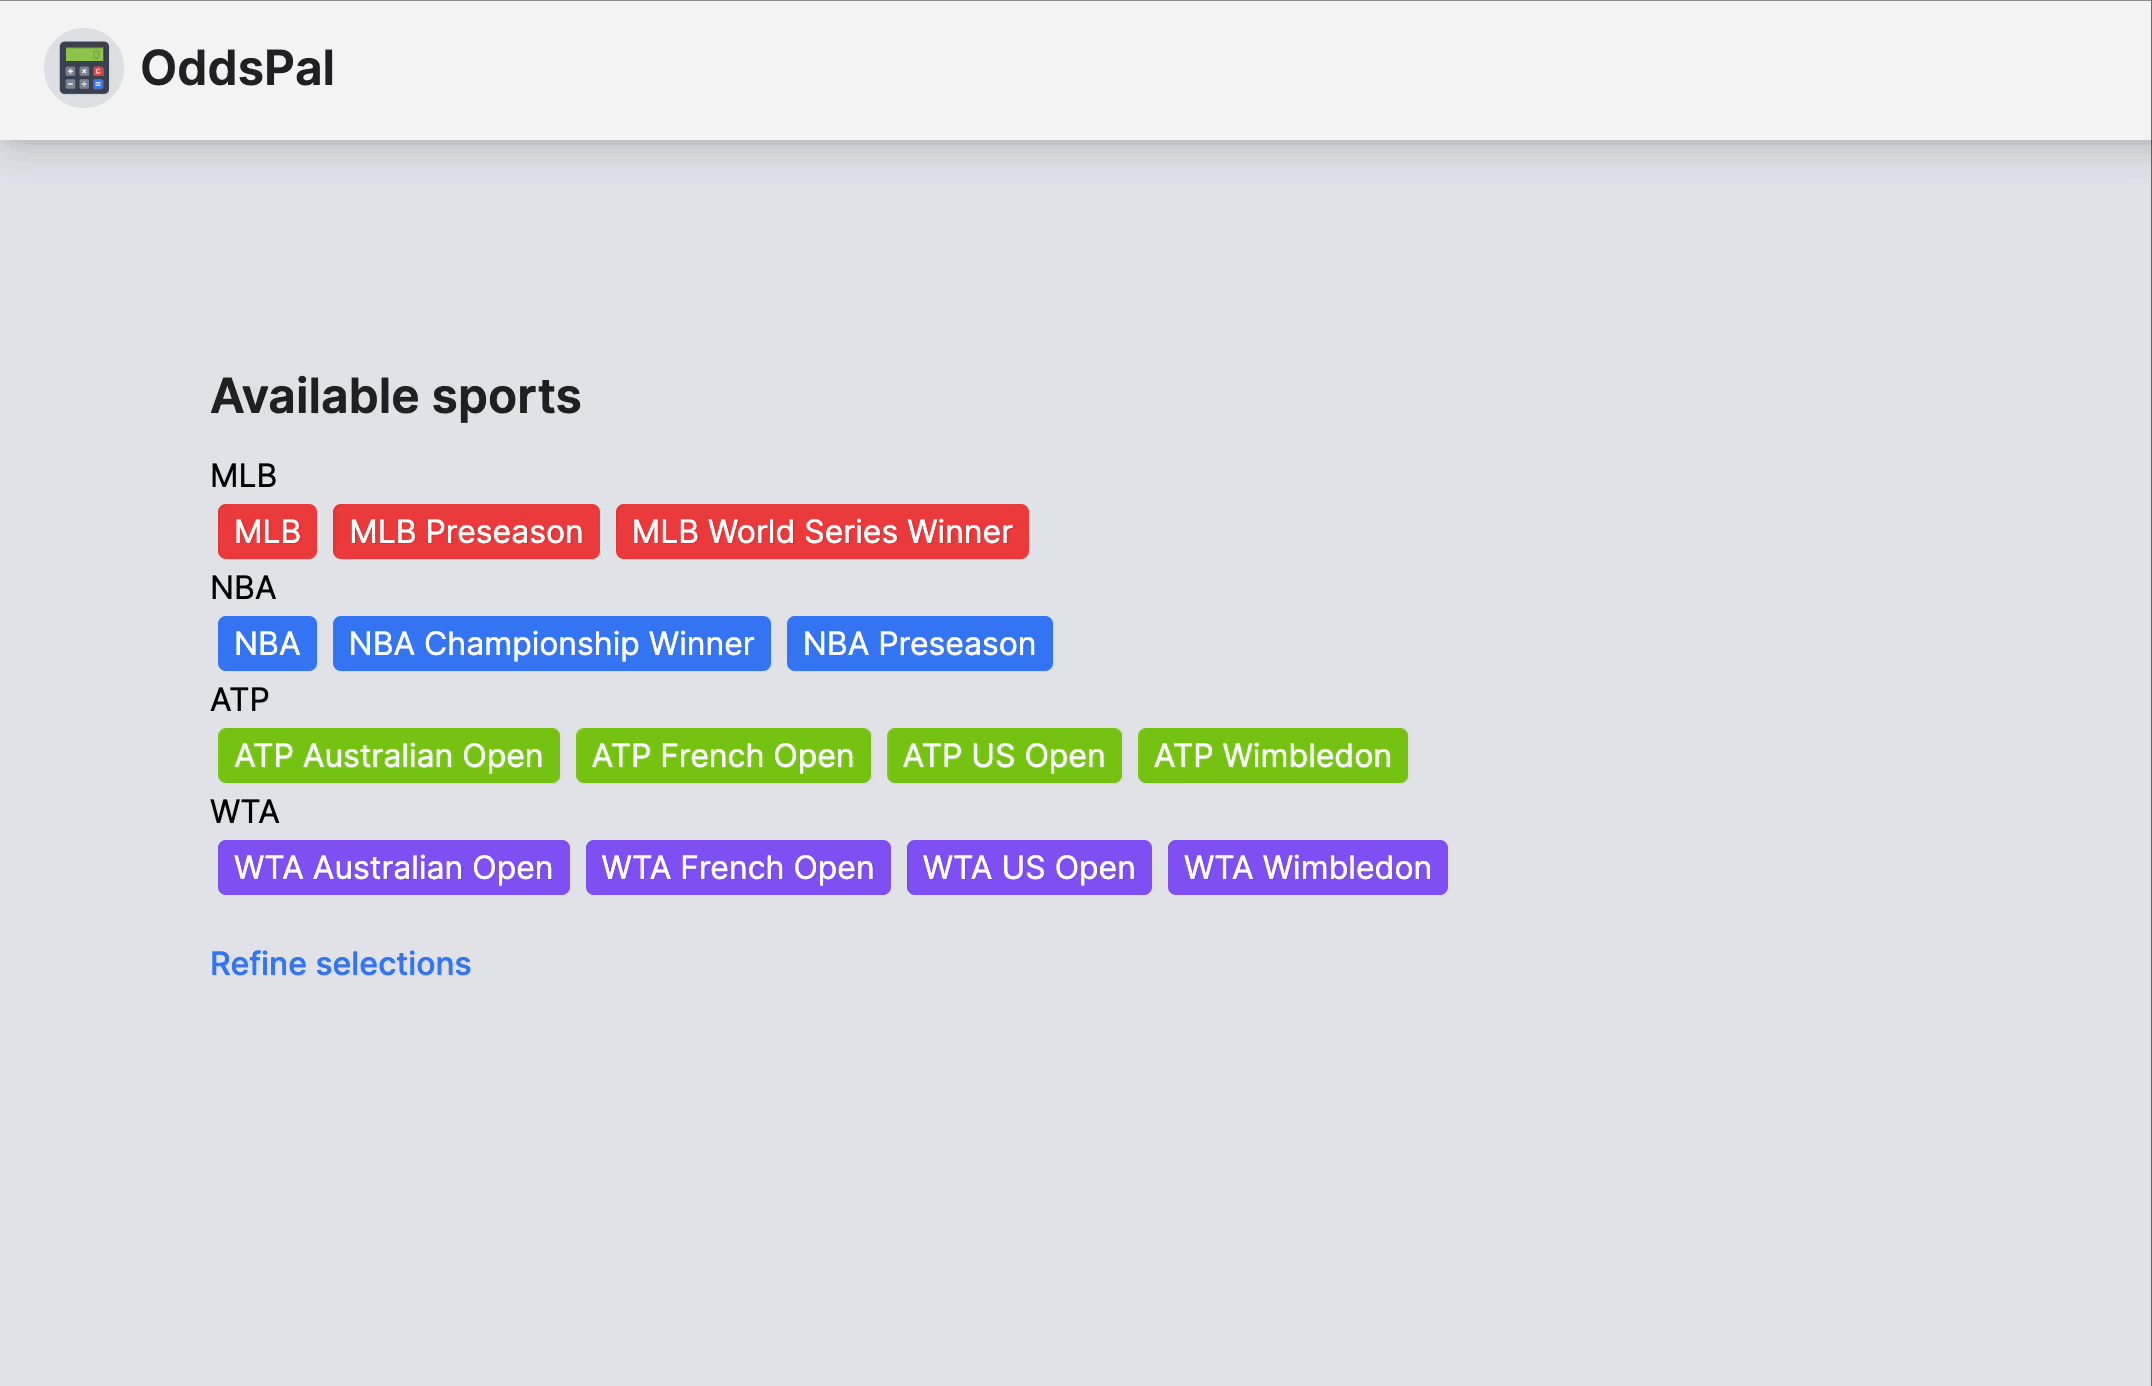 OddsPal
Available sports
MLB
MLB MLB Preseason MLB World Series Winner
NBA
NBA NBA Championship Winner NBA Preseason
ATP
ATP Australian Open ATP French Open ATP US Open ATP Wimbledon
WTA
WTA Australian Open WTA French Open WTA US Open WTA Wimbledon
Refine selections